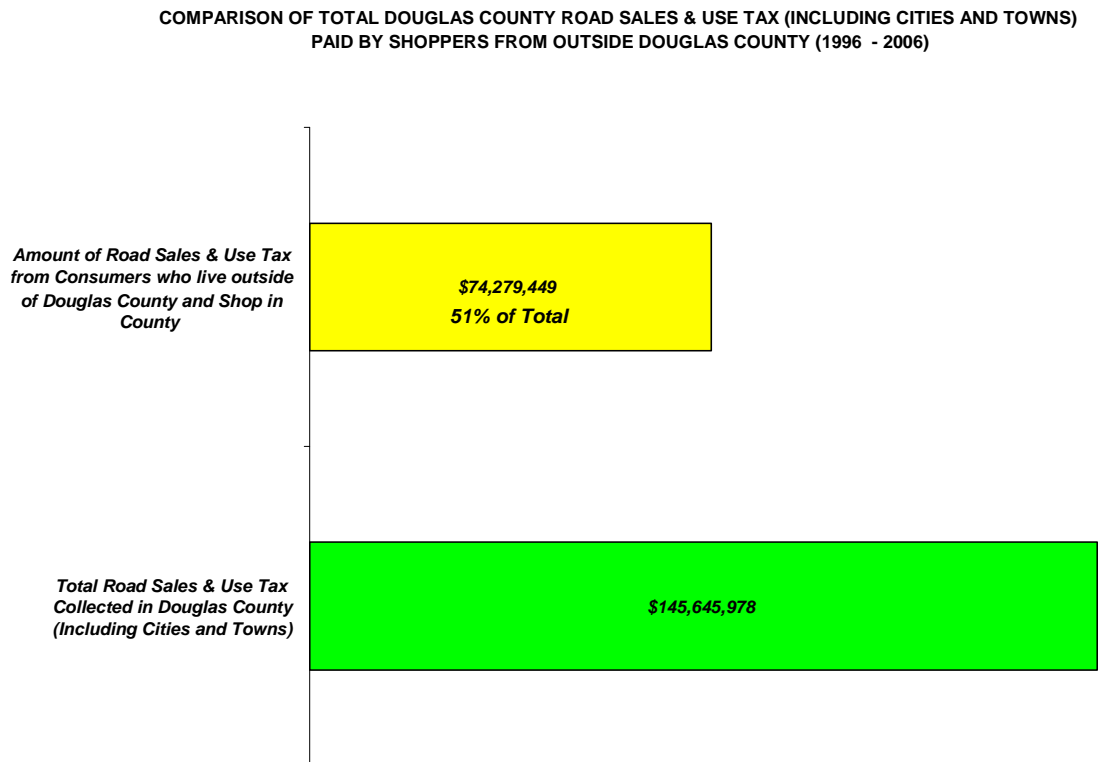 COMPARISON OF TOTAL DOUGLAS COUNTY ROAD SALES & USE TAX (INCLUDING CITIES AND TOWNS)
PAID BY SHOPPERS FROM OUTSIDE DOUGLAS COUNTY (1996 - 2006)
Amount of Road Sales & Use Tax
from Consumers who live outside
of Douglas County and Shop in
County
$74,279,449
51% of Total
Total Road Sales & Use Tax
Collected in Douglas County
(Including Cities and Towns)
$145,645,978